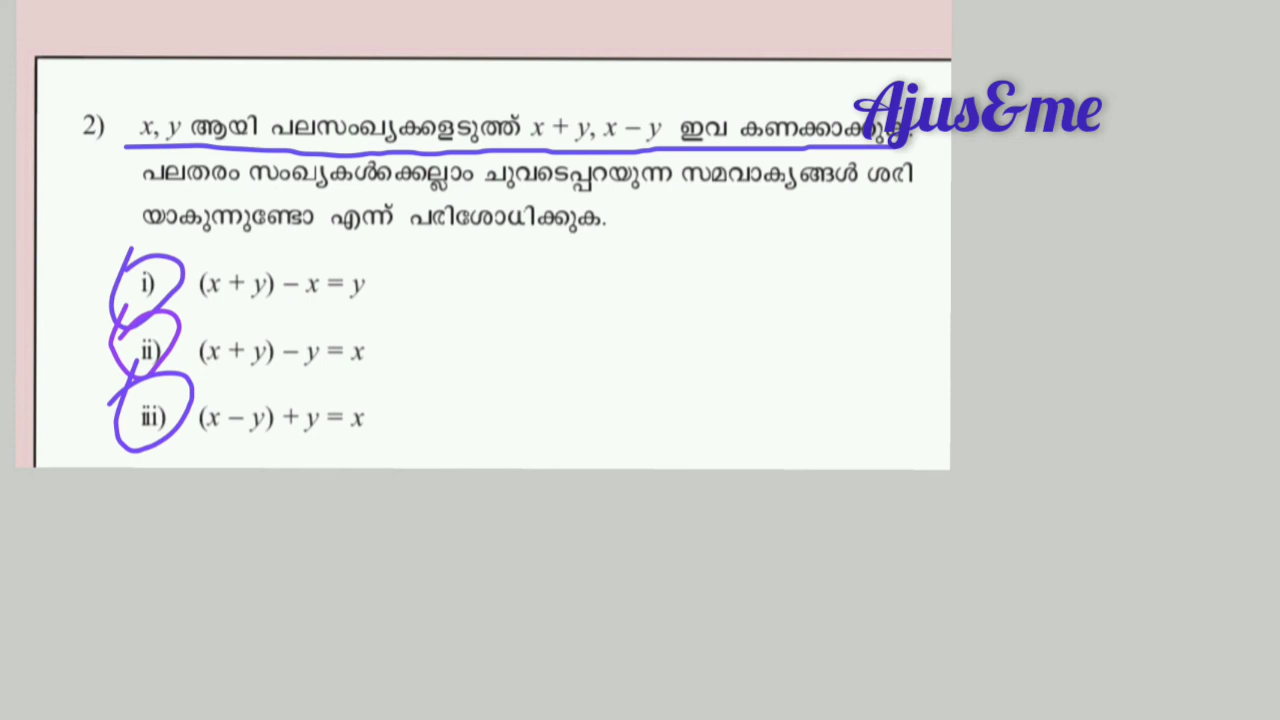 Ajus&me
2) x, y ആയി പലസംഖ്യകളെടുത്ത് x + y, x – y ഇവ കണക്കാക്കുക.
പലതരം സംഖ്യകൾക്കെല്ലാം ചുവടെപ്പറയുന്ന സമവാക്യങ്ങൾ ശരി
യാകുന്നുണ്ടോ എന്ന് പരിശോധിക്കുക.
i) (x + y) – x = y
ii) (x + y) – y = x
iii) (x – y) + y = x